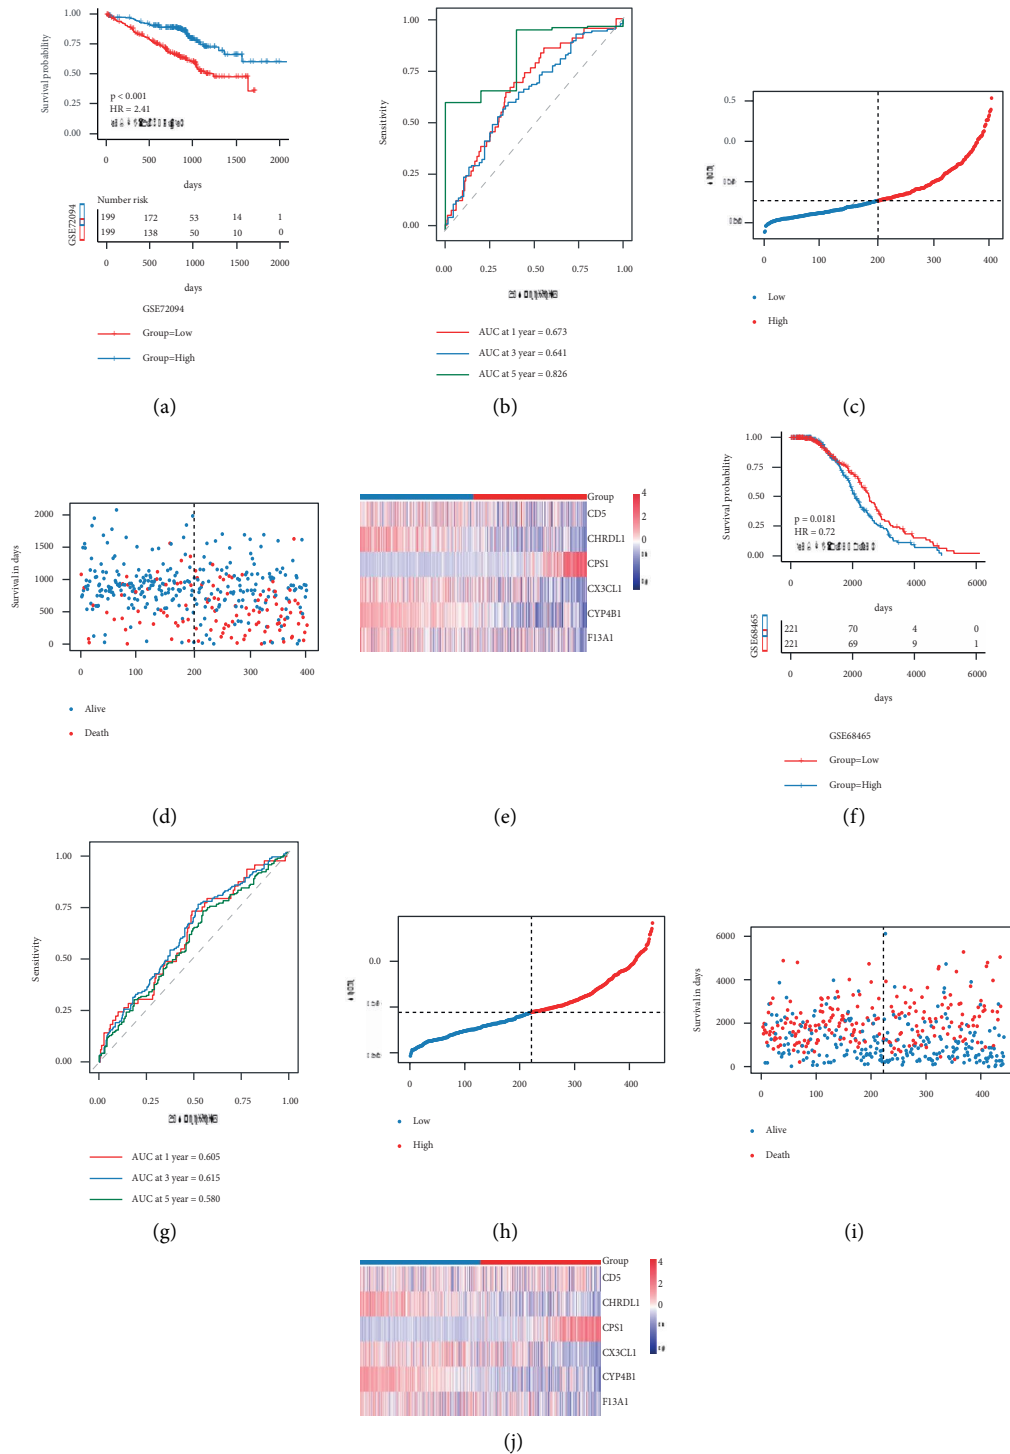 1.00
0.75
0.50
0.25
0.00
Survival probability
p < 0.001
HR = 2.41
0 500 1000 1500 2000
days
Number risk
GSE72094
199 172 53 14 1
199 138 50 10 0
0 500 1000 1500 2000
days
GSE72094
Group=Low
Group=High
(a)
1.00
0.75
0.50
0.25
0.00
Sensitivity
0.00 0.25 0.50 0.75 1.00
AUC at 1 year = 0.673
AUC at 3 year = 0.641
AUC at 5 year = 0.826
(b)
0.5
0.0
0 100 200 300 400
Low
High
(c)
2000
1500
1000
500
0
Survival in days
0 100 200 300 400
Alive
Death
(d)
Group
CD5
CHRDL1
CPS1
CX3CL1
CYP4B1
F13A1
4
2
0
(e)
1.00
0.75
0.50
0.25
0.00
Survival probability
p = 0.0181
HR = 0.72
0 2000 4000 6000
days
GSE68465
221 70 4 0
221 69 9 1
0 2000 4000 6000
days
GSE68465
Group=Low
Group=High
(f)
1.00
0.75
0.50
0.25
0.00
Sensitivity
0.00 0.25 0.50 0.75 1.00
AUC at 1 year = 0.605
AUC at 3 year = 0.615
AUC at 5 year = 0.580
(g)
0.0
0 100 200 300 400
Low
High
(h)
6000
4000
2000
0
Survival in days
0 100 200 300 400
Alive
Death
(i)
Group
CD5
CHRDL1
CPS1
CX3CL1
CYP4B1
F13A1
4
2
0
(j)